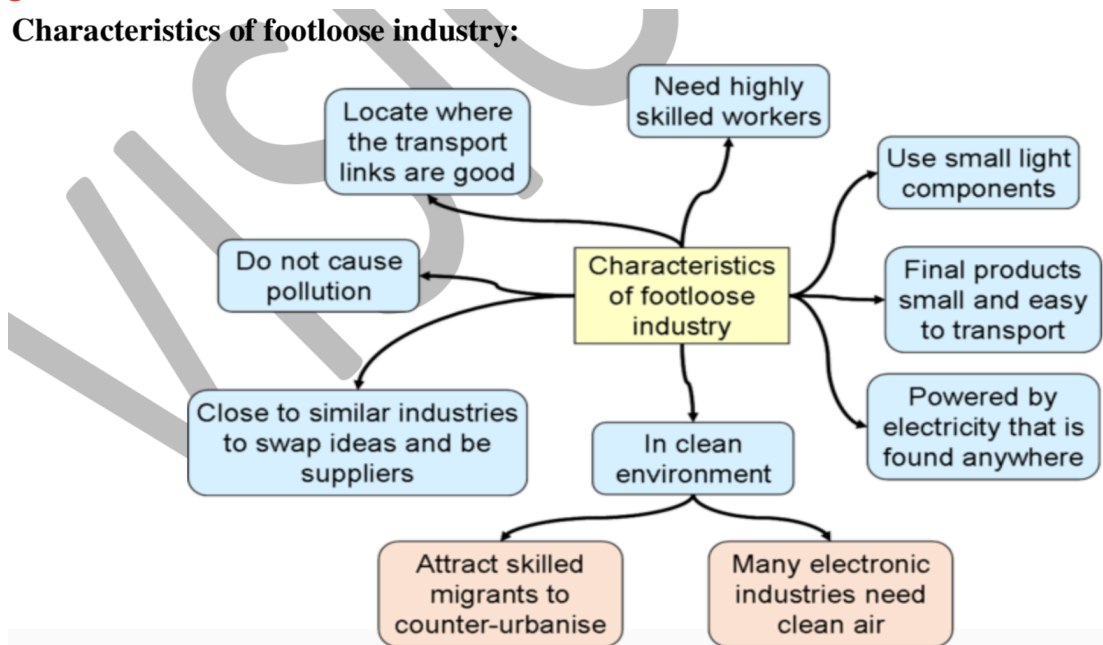 Characteristics of footloose industry:
Need highly
skilled workers
Locate where
the transport
links are good
Use small light
components
Do not cause
pollution
Characteristics
of footloose
industry
Final products
small and easy
to transport
Close to similar industries
to swap ideas and be
suppliers
In clean
environment
Powered by
electricity that is
found anywhere
Attract skilled
migrants to
counter-urbanise
Many electronic
industries need
clean air